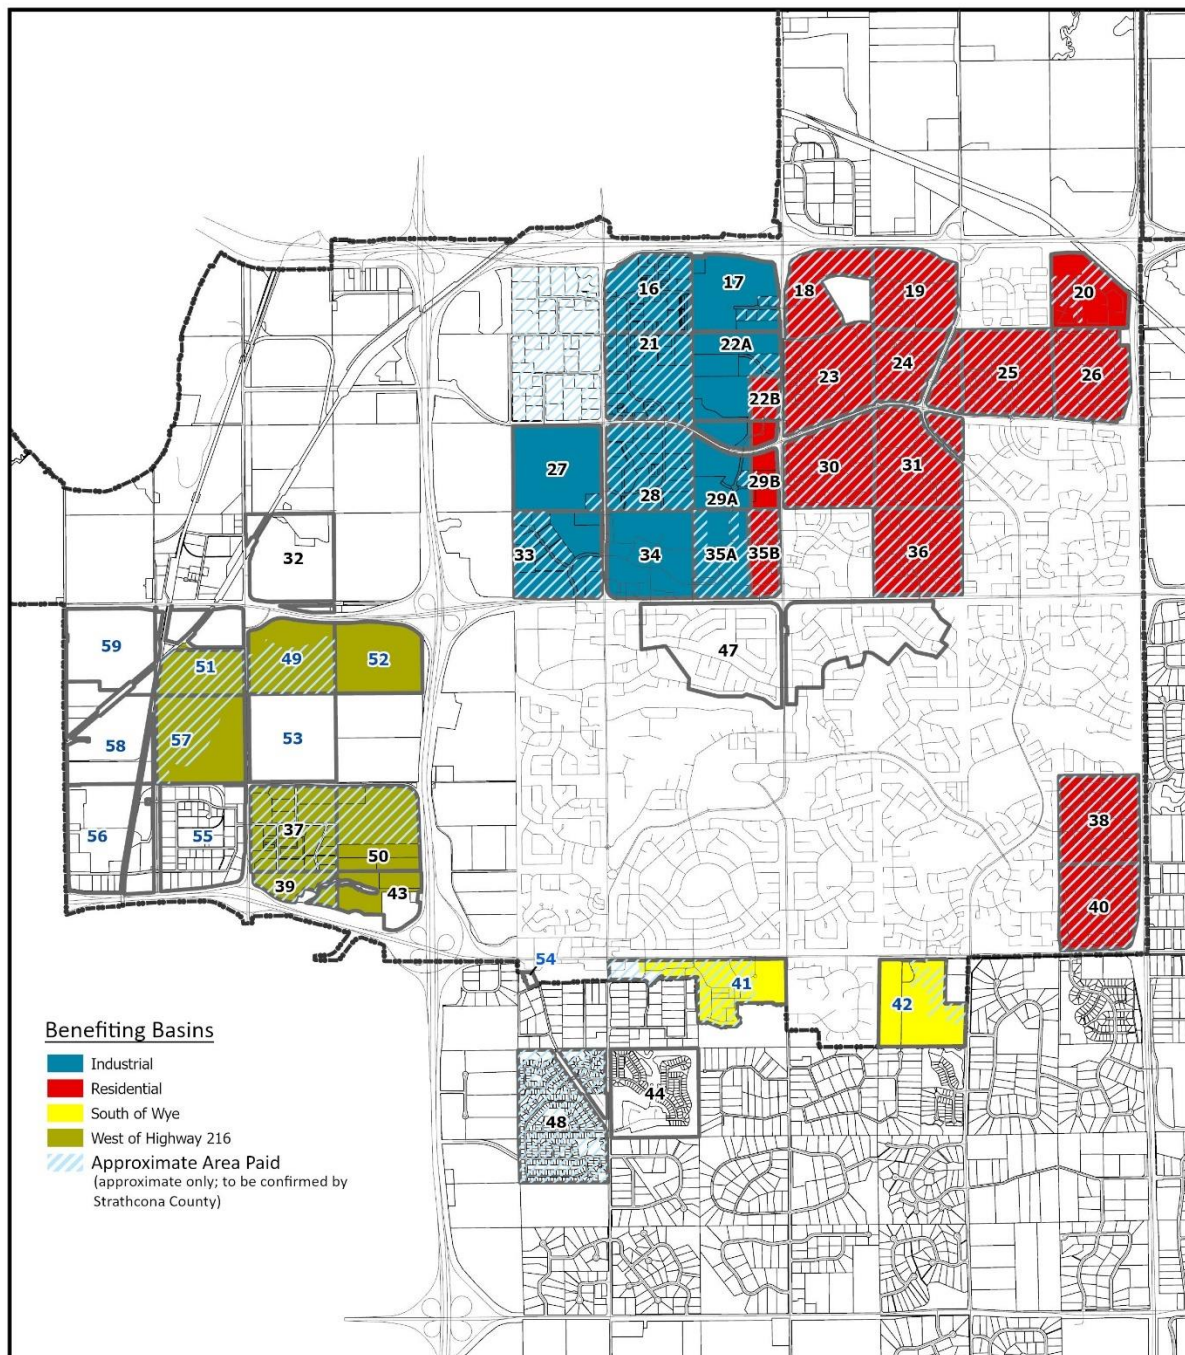 16
17
18
19
20
21
22A
22B
23
24
25
26
27
28
29A
29B
30
31
32
33
34
35A
35B
36
47
59
51
49
52
58
57
53
56
55
37
50
39
43
38
40
54
41
42
48
44
Benefiting Basins
Industrial
Residential
South of Wye
West of Highway 216
Approximate Area Paid
(approximate only; to be confirmed by
Strathcona County)